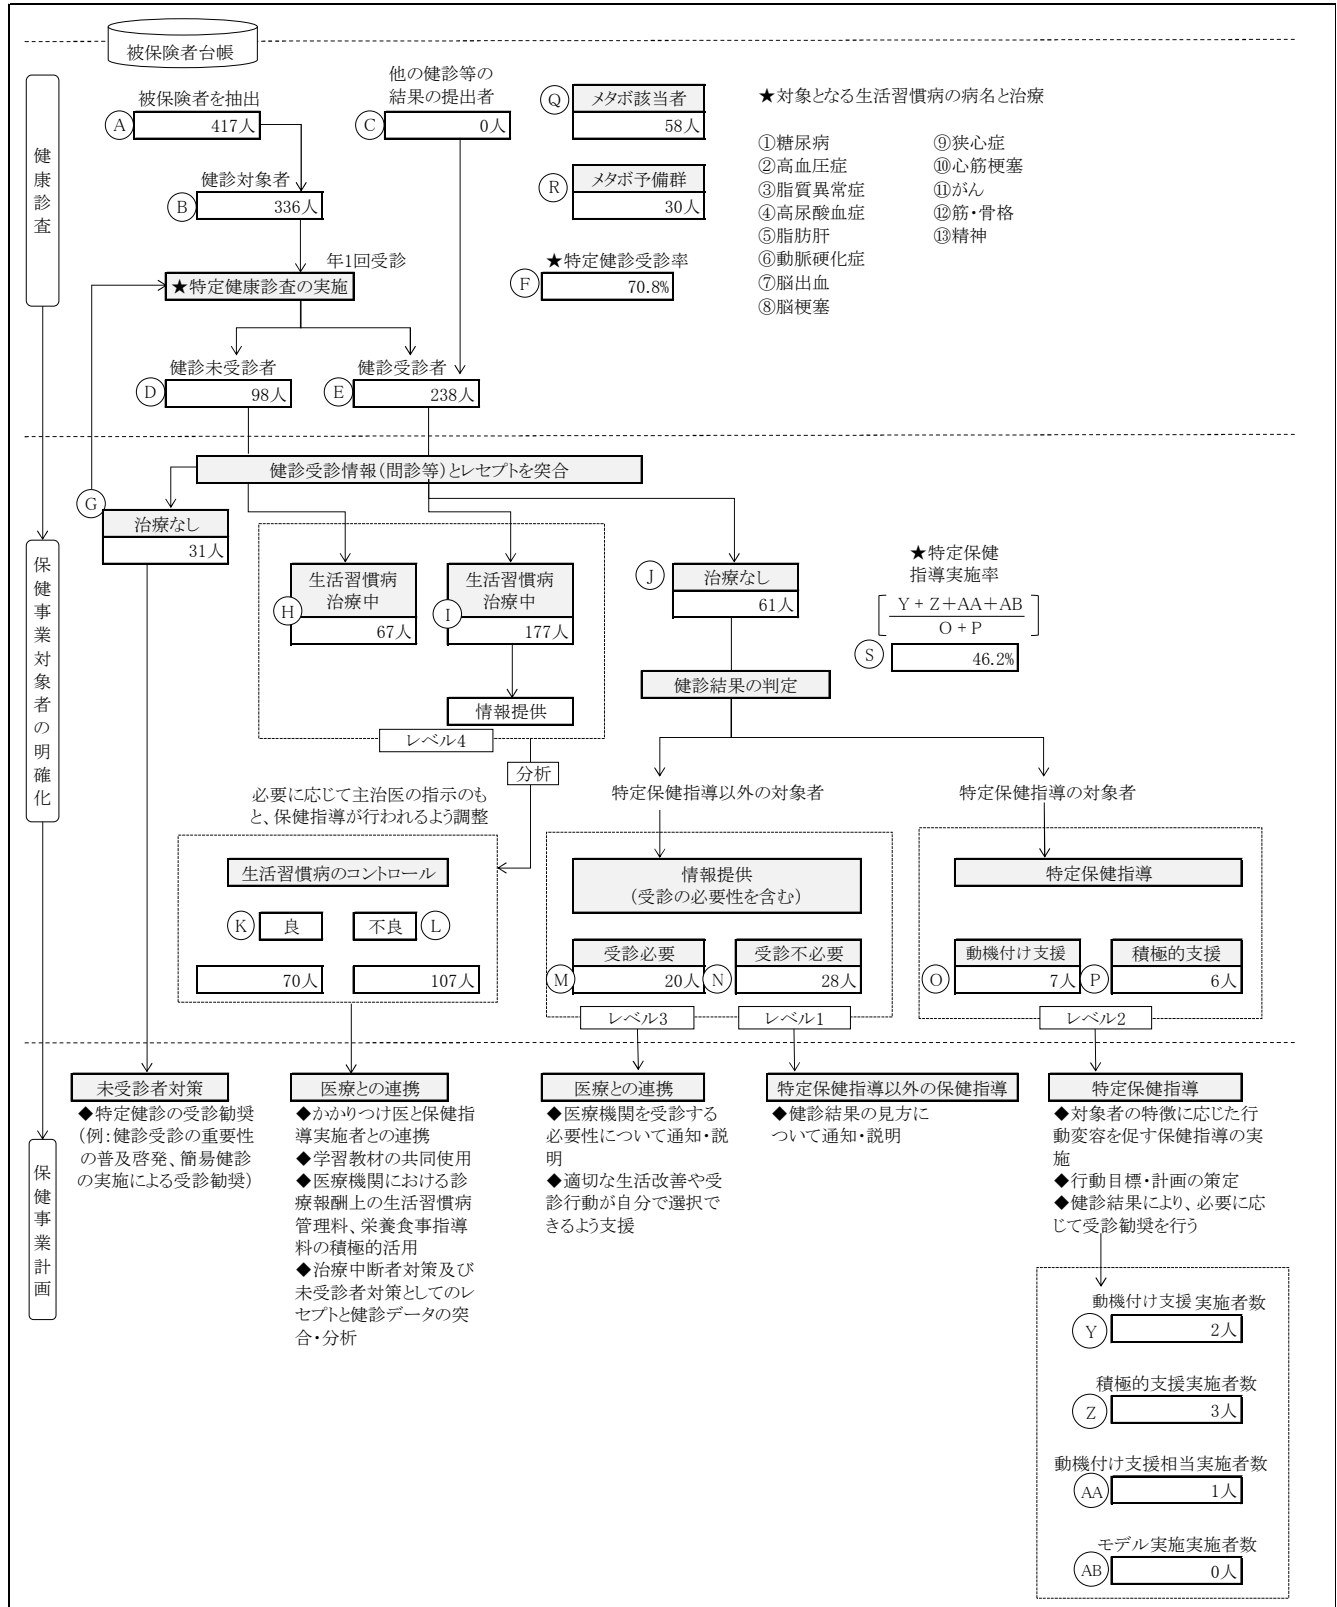 被保険者台帳
健康診査
被保険者を抽出
A
417人
他の健診等の
結果の提出者
C
0人
健診対象者
B
336人
年1回受診
★特定健康診査の実施
Q
メタボ該当者
58人
R
メタボ予備群
30人
★特定健診受診率
F
70.8%
★対象となる生活習慣病の病名と治療
①糖尿病
②高血圧症
③脂質異常症
④高尿酸血症
⑤脂肪肝
⑥動脈硬化症
⑦脳出血
⑧脳梗塞
⑨狭心症
⑩心筋梗塞
⑪がん
⑫筋・骨格
⑬精神
健診未受診者
D
98人
健診受診者
E
238人
保健事業対象者の明確化
健診受診情報(問診等)とレセプトを突合
G
治療なし
31人
生活習慣病
治療中
H
67人
生活習慣病
治療中
I
177人
情報提供
レベル4
分析
J
治療なし
61人
健診結果の判定
★特定保健
指導実施率
Y+Z+AA+AB
O+P
S
46.2%
必要に応じて主治医の指示のも
と、保健指導が行われるよう調整
生活習慣病のコントロール
K
良
不良
L
70人
107人
特定保健指導以外の対象者
情報提供
(受診の必要性を含む)
受診必要
M
20人
受診不必要
N
28人
レベル3
レベル1
特定保健指導の対象者
特定保健指導
動機付け支援
O
7人
積極的支援
P
6人
レベル2
保健事業計画
未受診者対策
◆特定健診の受診勧奨
(例:健診受診の重要性
の普及啓発、簡易健診
の実施による受診勧奨)
医療との連携
◆かかりつけ医と保健指
導実施者との連携
◆学習教材の共同使用
◆医療機関における診
療報酬上の生活習慣病
管理料、栄養食事指導
料の積極的活用
◆治療中断者対策及び
未受診者対策としてのレ
セプトと健診データの突
合・分析
医療との連携
◆医療機関を受診する
必要性について通知・説
明
◆適切な生活改善や受
診行動が自分で選択で
きるよう支援
特定保健指導以外の保健指導
◆健診結果の見方に
ついて通知・説明
特定保健指導
◆対象者の特徴に応じた行
動変容を促す保健指導の実
施
◆行動目標・計画の策定
◆健診結果により、必要に応
じて受診勧奨を行う
動機付け支援実施者数
Y
2人
積極的支援実施者数
Z
3人
動機付け支援相当実施者数
AA
1人
モデル実施実施者数
AB
0人